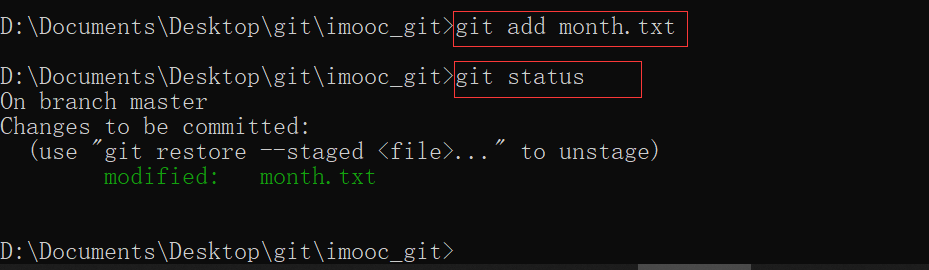 D:\Documents\Desktop\git\imooc_git>git add month.txt
D:\Documents\Desktop\git\imooc_git>git status
On branch master
Changes to be committed:
  (use "git restore --staged <file>..." to unstage)
        modified:   month.txt
D:\Documents\Desktop\git\imooc_git>